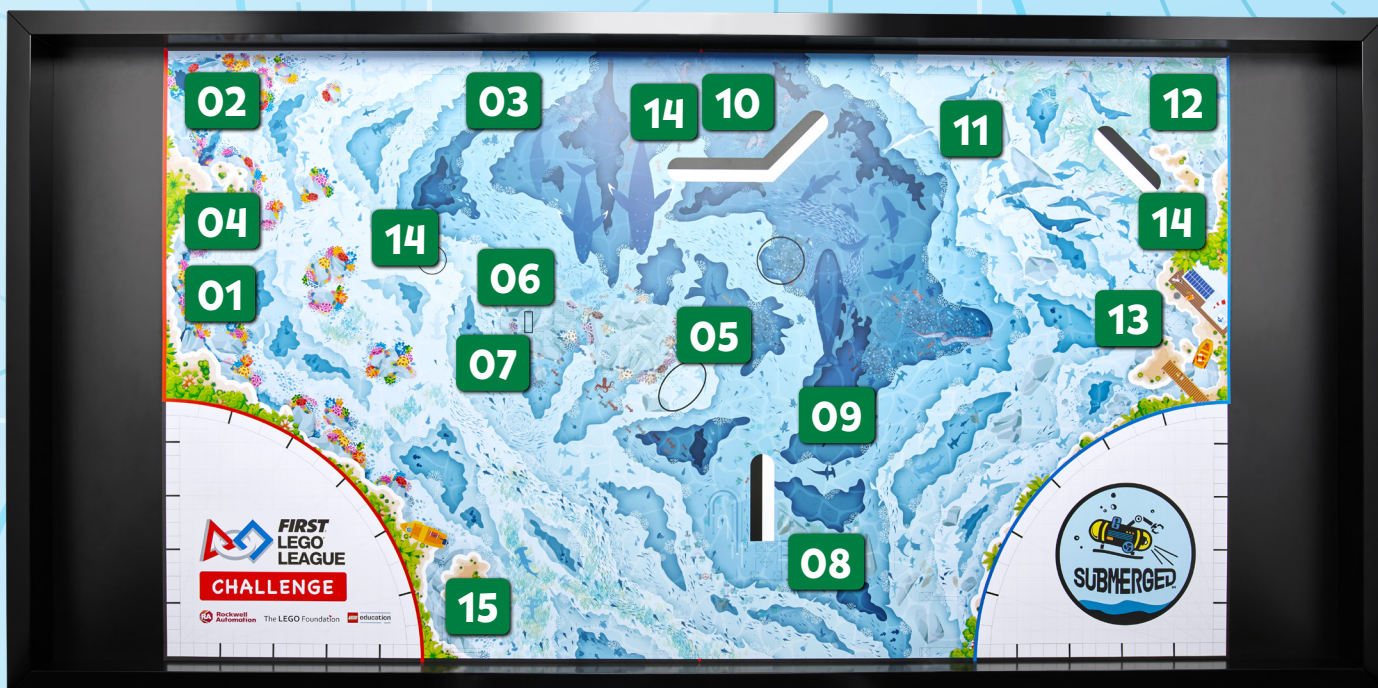 02
03
14
10
11
12
04
14
14
01
06
13
07
05
09
08
15
FIRST
LEGO
LEAGUE
CHALLENGE
Rockwell
Automation
The LEGO Foundation
education
SUBMERGED